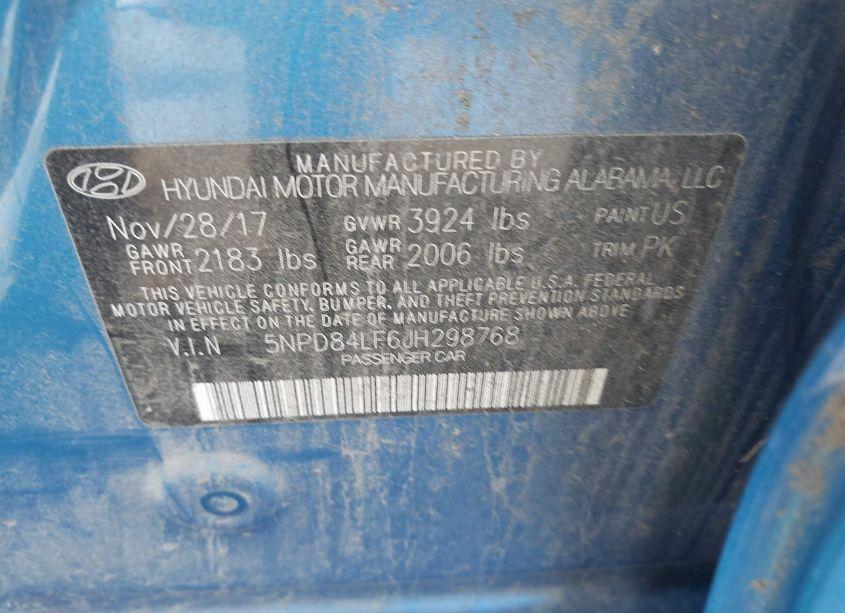 MANUFACTURED BY
HYUNDAI MOTOR MANUFACTURING ALABAMA, LLC
Nov/28/17 GVWR 3924 lbs PAINT US
GAWR FRONT 2183 lbs GAWR REAR 2006 lbs TRIM PK
THIS VEHICLE CONFORMS TO ALL APPLICABLE U.S.A. FEDERAL
MOTOR VEHICLE SAFETY, BUMPER, AND THEFT PREVENTION STANDARDS
IN EFFECT ON THE DATE OF MANUFACTURE SHOWN ABOVE
V.I.N 5NPD84LF6JH298768
PASSENGER CAR